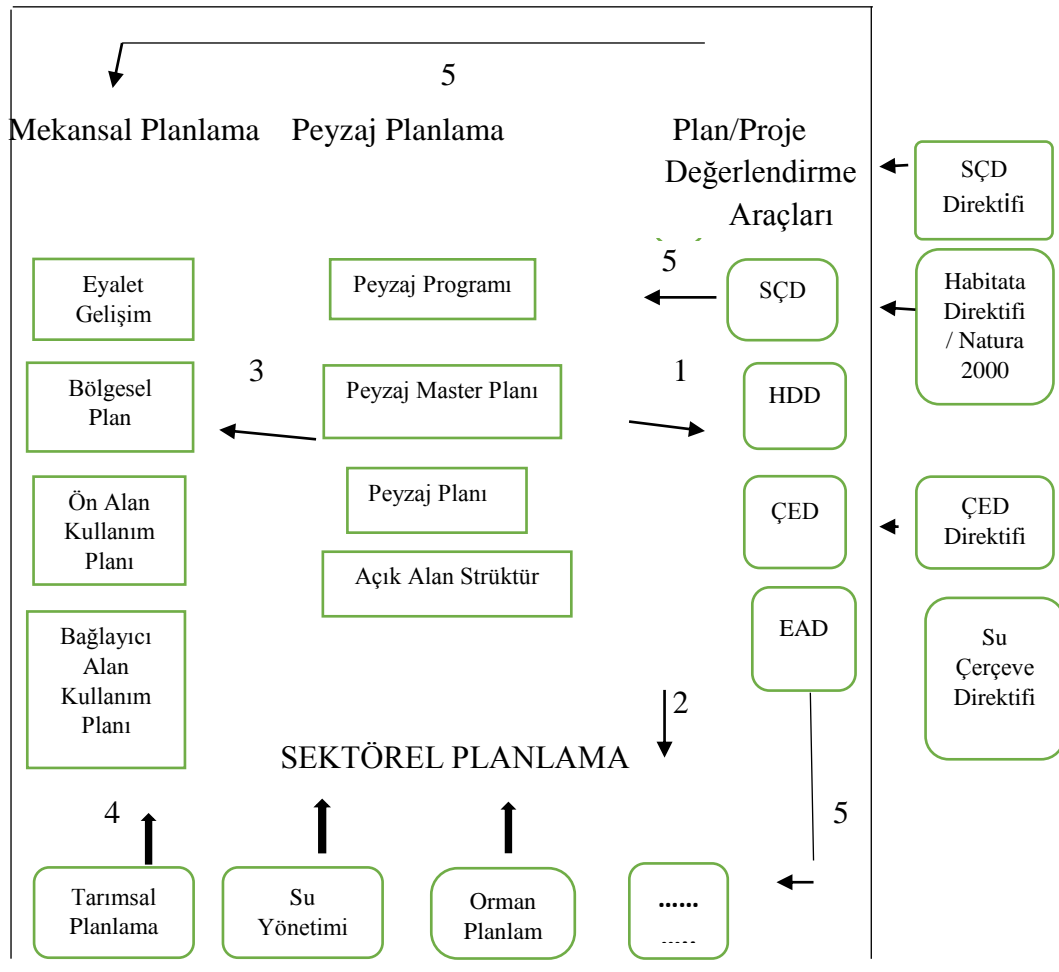 5
Mekansal Planlama
Peyzaj Planlama
Plan/Proje
Değerlendirme
Araçları
SÇD
Direktifi
Eyalet
Gelişim
Peyzaj Programı
5
SÇD
Habitata
Direktifi
/ Natura
2000
Bölgesel
Plan
3
Peyzaj Master Planı
1
HDD
Ön Alan
Kullanım
Planı
Peyzaj Planı
ÇED
ÇED
Direktifi
Açık Alan Strüktür
Bağlayıcı
Alan
Kullanım
Planı
EAD
Su
Çerçeve
Direktifi
2
SEKTÖREL PLANLAMA
4
5
Tarımsal
Planlama
Su
Yönetimi
Orman
Planlam
......
.....